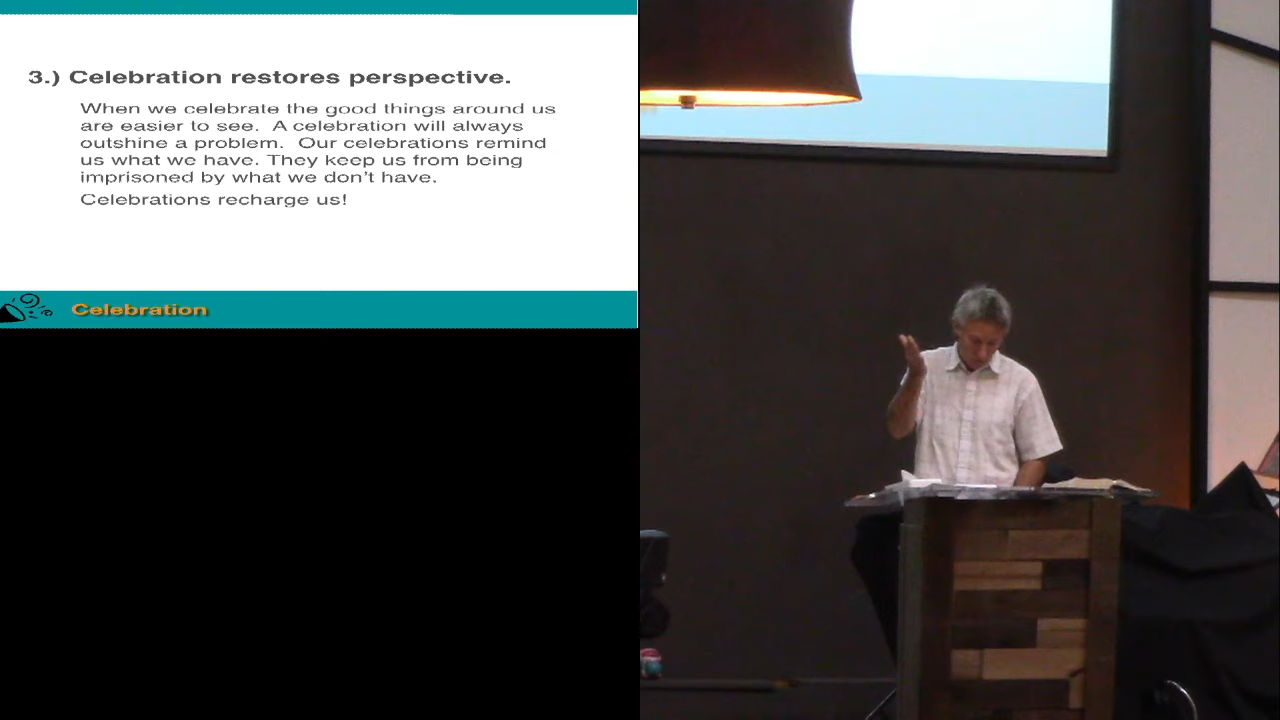 3.) Celebration restores perspective.
When we celebrate the good things around us
are easier to see.  A celebration will always
outshine a problem.  Our celebrations remind
us what we have. They keep us from being
imprisoned by what we don't have.
Celebrations recharge us!
Celebration